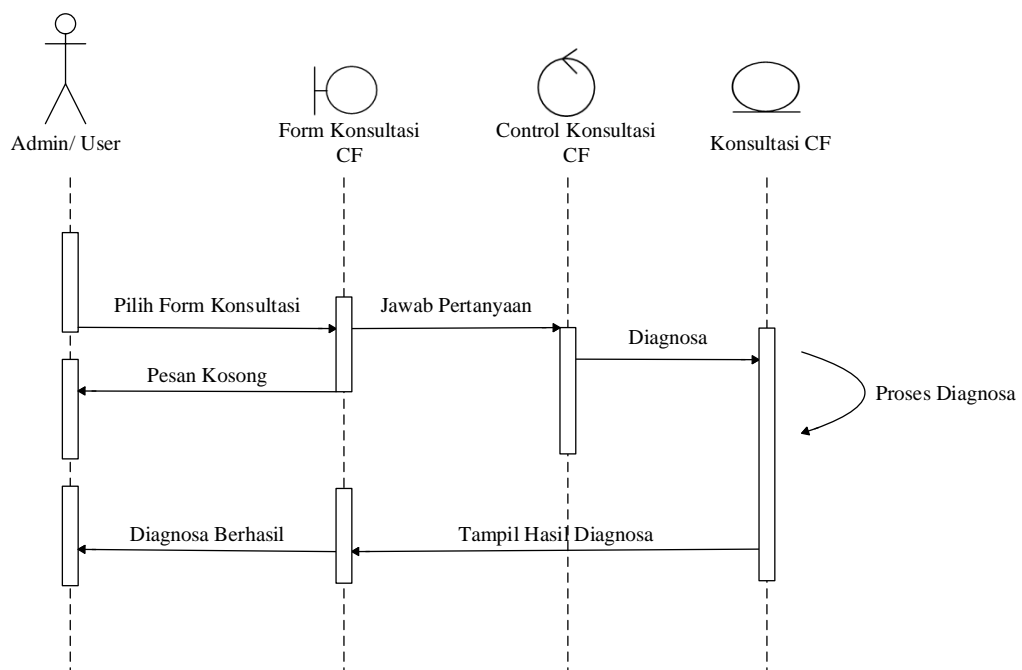 Admin/ User
Form Konsultasi
CF
Control Konsultasi
CF
Konsultasi CF
Pilih Form Konsultasi
Jawab Pertanyaan
Diagnosa
Pesan Kosong
Proses Diagnosa
Diagnosa Berhasil
Tampil Hasil Diagnosa